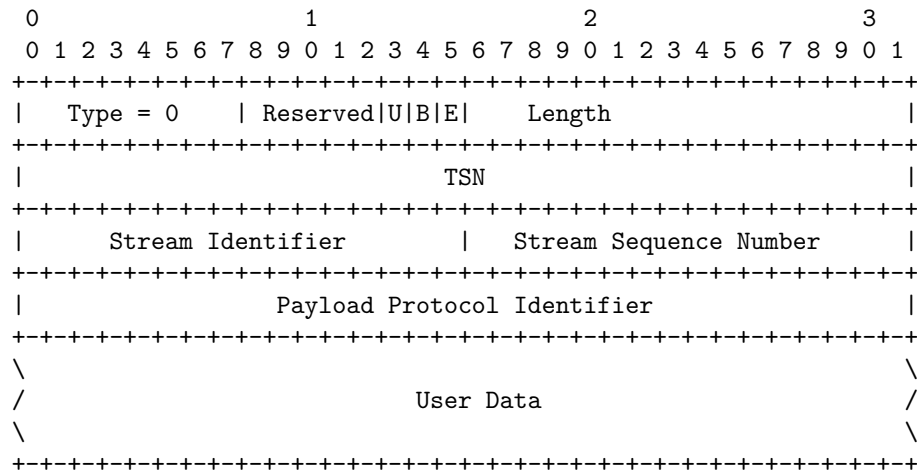 0 1 2 3
0 1 2 3 4 5 6 7 8 9 0 1 2 3 4 5 6 7 8 9 0 1 2 3 4 5 6 7 8 9 0 1
+-+-+-+-+-+-+-+-+-+-+-+-+-+-+-+-+-+-+-+-+-+-+-+-+-+-+-+-+-+-+-+-+
| Type = 0 | Reserved|U|B|E| Length |
+-+-+-+-+-+-+-+-+-+-+-+-+-+-+-+-+-+-+-+-+-+-+-+-+-+-+-+-+-+-+-+-+
| TSN |
+-+-+-+-+-+-+-+-+-+-+-+-+-+-+-+-+-+-+-+-+-+-+-+-+-+-+-+-+-+-+-+-+
| Stream Identifier | Stream Sequence Number |
+-+-+-+-+-+-+-+-+-+-+-+-+-+-+-+-+-+-+-+-+-+-+-+-+-+-+-+-+-+-+-+-+
| Payload Protocol Identifier |
+-+-+-+-+-+-+-+-+-+-+-+-+-+-+-+-+-+-+-+-+-+-+-+-+-+-+-+-+-+-+-+-+
\ \
/ User Data /
\ \
+-+-+-+-+-+-+-+-+-+-+-+-+-+-+-+-+-+-+-+-+-+-+-+-+-+-+-+-+-+-+-+-+